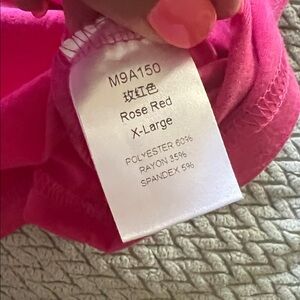 M9A150
玫红色
Rose Red
X-Large
POLYESTER 60%
RAYON 35%
SPANDEX 5%